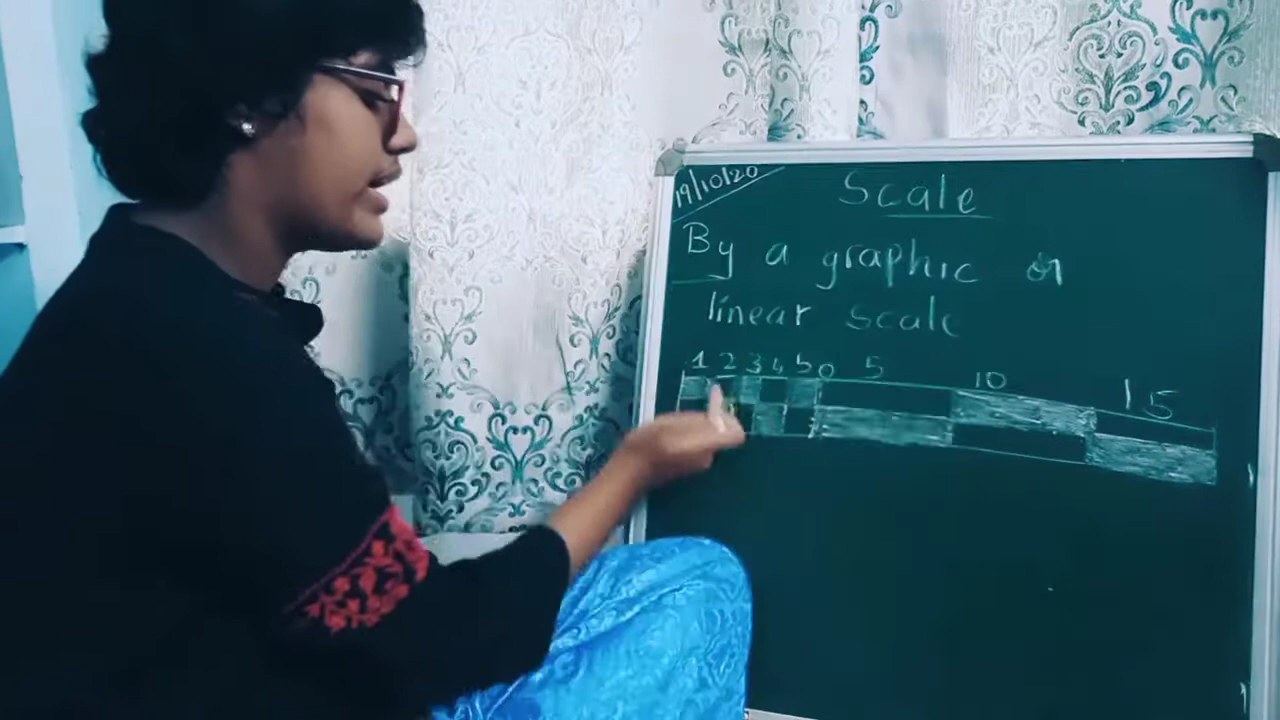 19/10/20
Scale
By a graphic or
linear scale
1 2 3 4 5 0 5 10 15